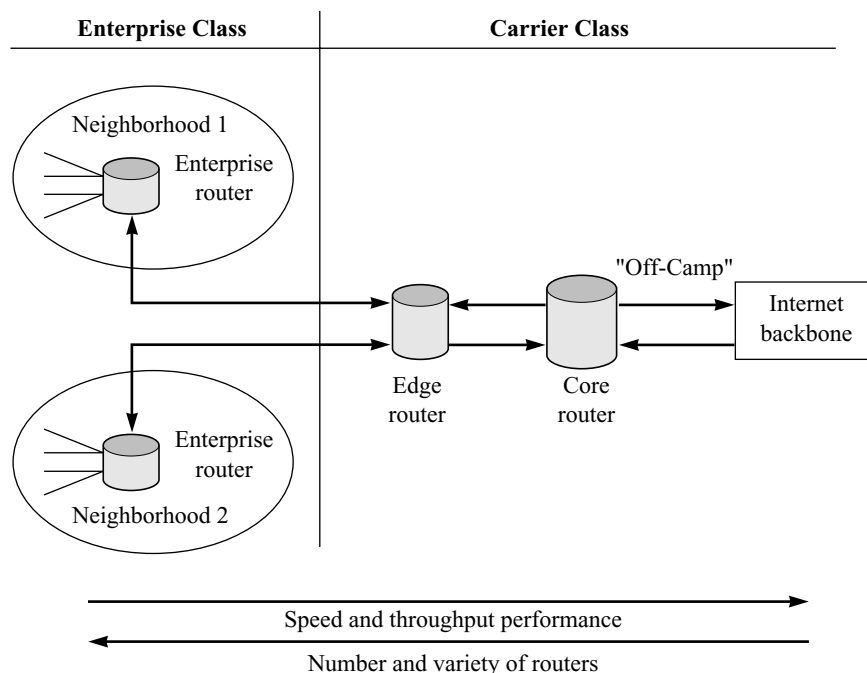 Enterprise Class
Carrier Class
Neighborhood 1
Enterprise
router
"Off-Camp"
Internet
backbone
Edge
router
Core
router
Enterprise
router
Neighborhood 2
Speed and throughput performance
Number and variety of routers